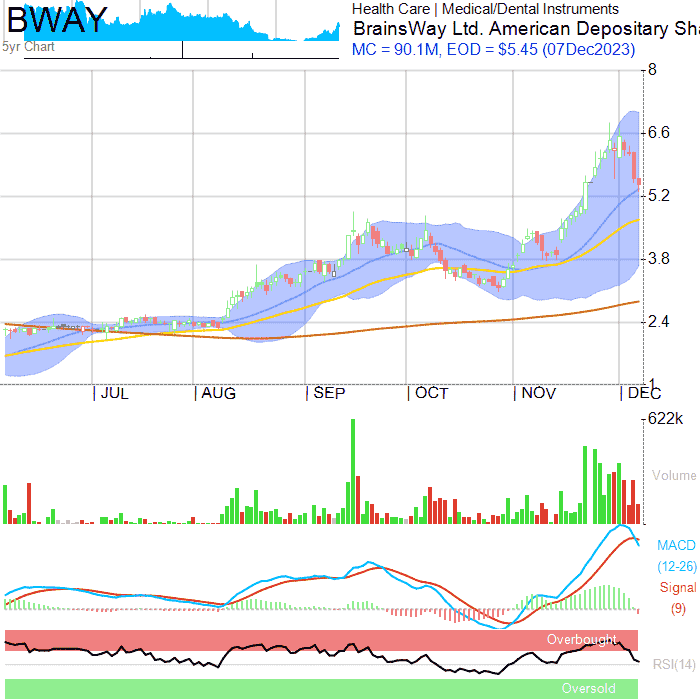 BWAY
5yr Chart
Health Care | Medical/Dental Instruments
BrainsWay Ltd. American Depositary Sha
MC = 90.1M, EOD = $5.45 (07Dec2023)
8
6.6
5.2
3.8
2.4
1
JUL AUG SEP OCT NOV DEC
622k
Volume
MACD
(12-26)
Signal
(9)
Overbought
RSI(14)
Oversold